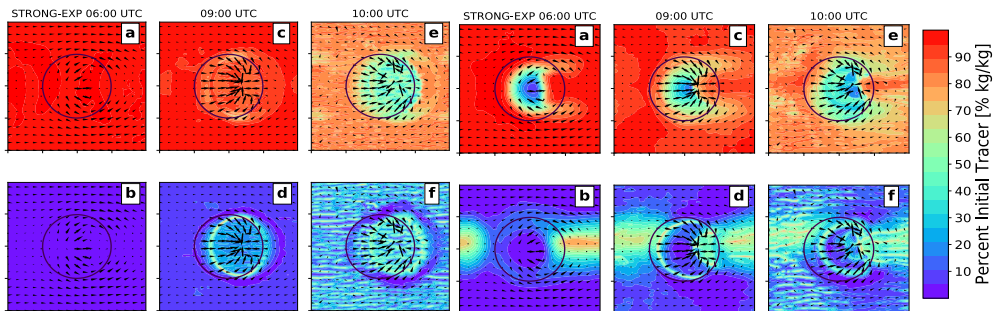 STRONG-EXP 06:00 UTC 09:00 UTC 10:00 UTC STRONG-EXP 06:00 UTC 09:00 UTC 10:00 UTC
a c e a c e
b d f b d f
90
80
70
60
50
40
30
20
10
Percent Initial Tracer [% kg/kg]